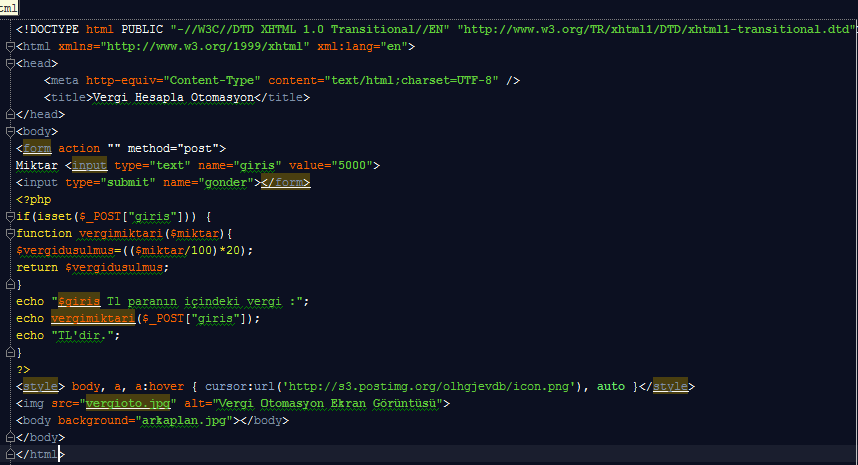 tml
<!DOCTYPE html PUBLIC "-//W3C//DTD XHTML 1.0 Transitional//EN" "http://www.w3.org/TR/xhtml1/DTD/xhtml1-transitional.dtd"
<html xmlns="http://www.w3.org/1999/xhtml" xml:lang="en">
<head>
    <meta http-equiv="Content-Type" content="text/html;charset=UTF-8" />
    <title>Vergi Hesapla Otomasyon</title>
</head>
<body>
<form action "" method="post">
Miktar <input type="text" name="giris" value="5000">
<input type="submit" name="gonder"></form>
<?php
if(isset($_POST["giris"])) {
function vergimiktari($miktar){
$vergidusulmus=(($miktar/100)*20);
return $vergidusulmus;
}
echo "$giris Tl paranın içindeki vergi :";
echo vergimiktari($_POST["giris"]);
echo "TL'dir.";
}
?>
<style> body, a, a:hover { cursor:url('http://s3.postimg.org/olhgjevdb/icon.png'), auto }</style>
<img src="vergioto.jpg" alt="Vergi Otomasyon Ekran Görüntüsü">
<body background="arkaplan.jpg"></body>
</body>
</html>